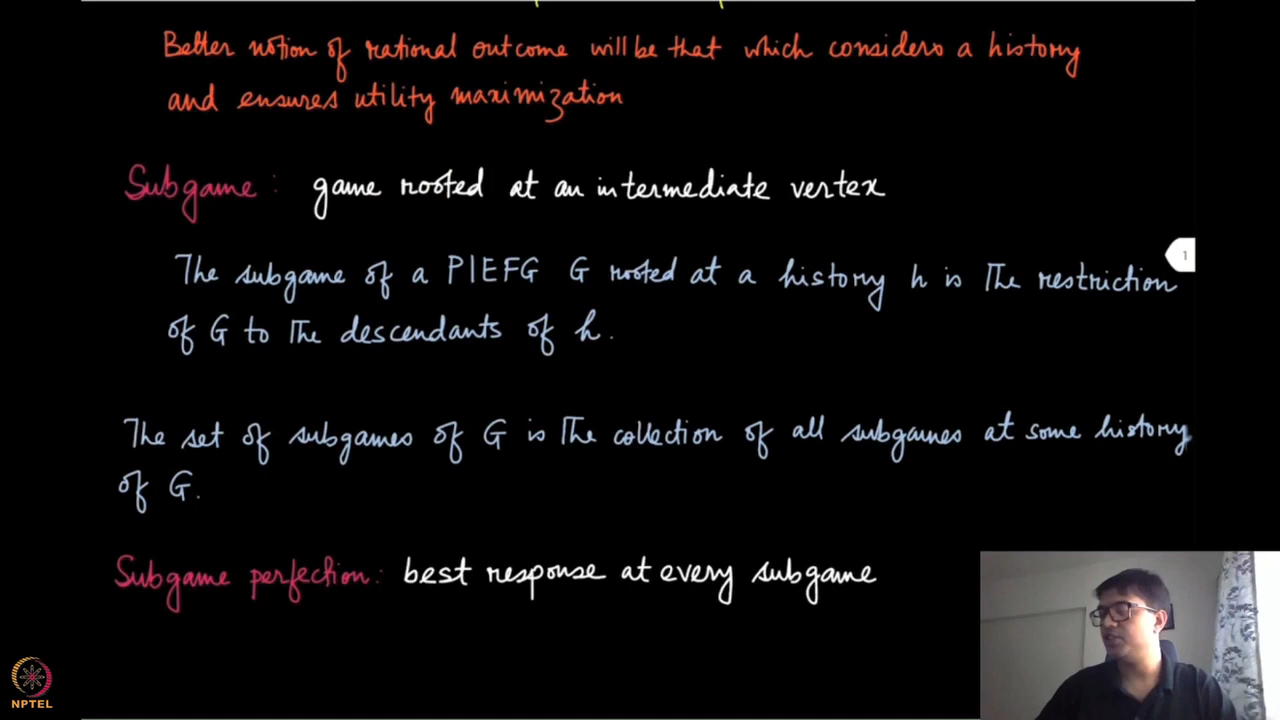 Better notion of rational outcome will be that which considers a history
and ensures utility maximization
Subgame: game rooted at an intermediate vertex
The subgame of a PIEFG G rooted at a history h is the restriction
of G to the descendants of h.
1
The set of subgames of G is the collection of all subgames at some history
of G.
Subgame perfection: best response at every subgame
NPTEL